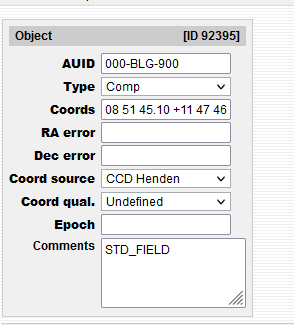 Object [ID 92395]
AUID 000-BLG-900
Type Comp
Coords 08 51 45.10 +11 47 46
RA error
Dec error
Coord source CCD Henden
Coord qual. Undefined
Epoch
Comments STD_FIELD